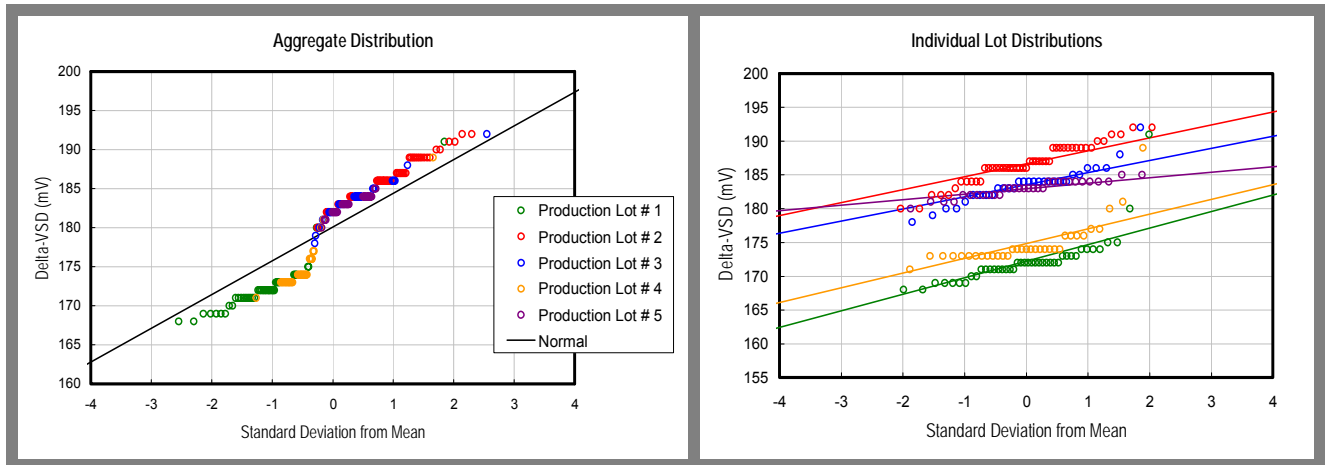 Aggregate Distribution
Delta-VSD (mV)
200
195
190
185
180
175
170
165
160
-4 -3 -2 -1 0 1 2 3 4
Standard Deviation from Mean
Production Lot # 1
Production Lot # 2
Production Lot # 3
Production Lot # 4
Production Lot # 5
Normal
Individual Lot Distributions
Delta-VSD (mV)
200
195
190
185
180
175
170
165
160
155
-4 -3 -2 -1 0 1 2 3 4
Standard Deviation from Mean